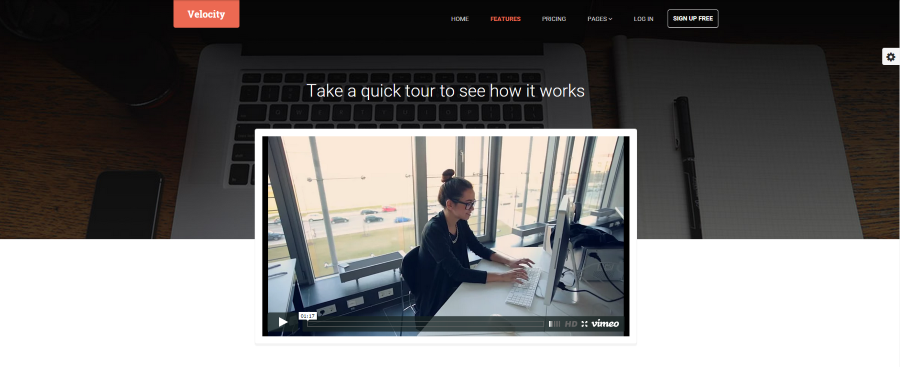 Velocity
HOME FEATURES PRICING PAGES LOG IN SIGN UP FREE
Take a quick tour to see how it works
01:17
HD vimeo